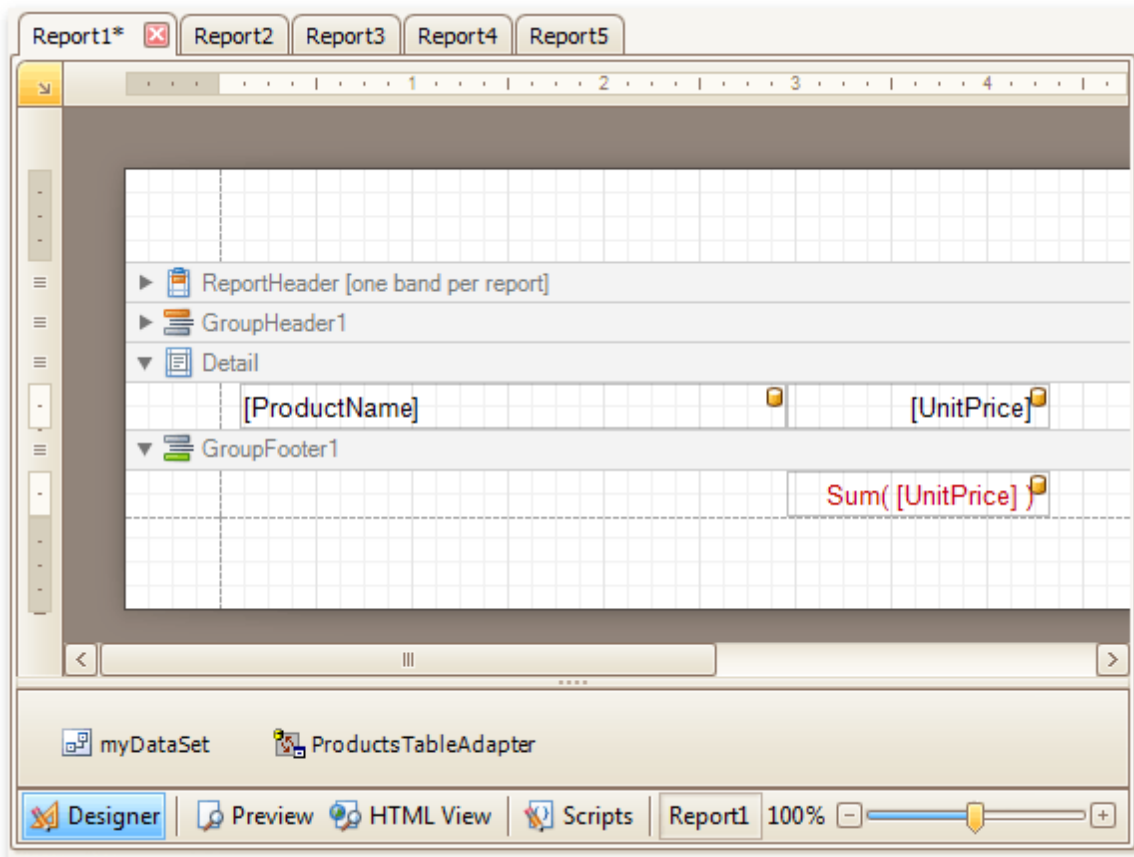 Report1* Report2 Report3 Report4 Report5
1 2 3 4
ReportHeader [one band per report]
GroupHeader1
Detail
[ProductName] [UnitPrice]
GroupFooter1
Sum( [UnitPrice] )
myDataSet ProductsTableAdapter
Designer Preview HTML View Scripts Report1 100%